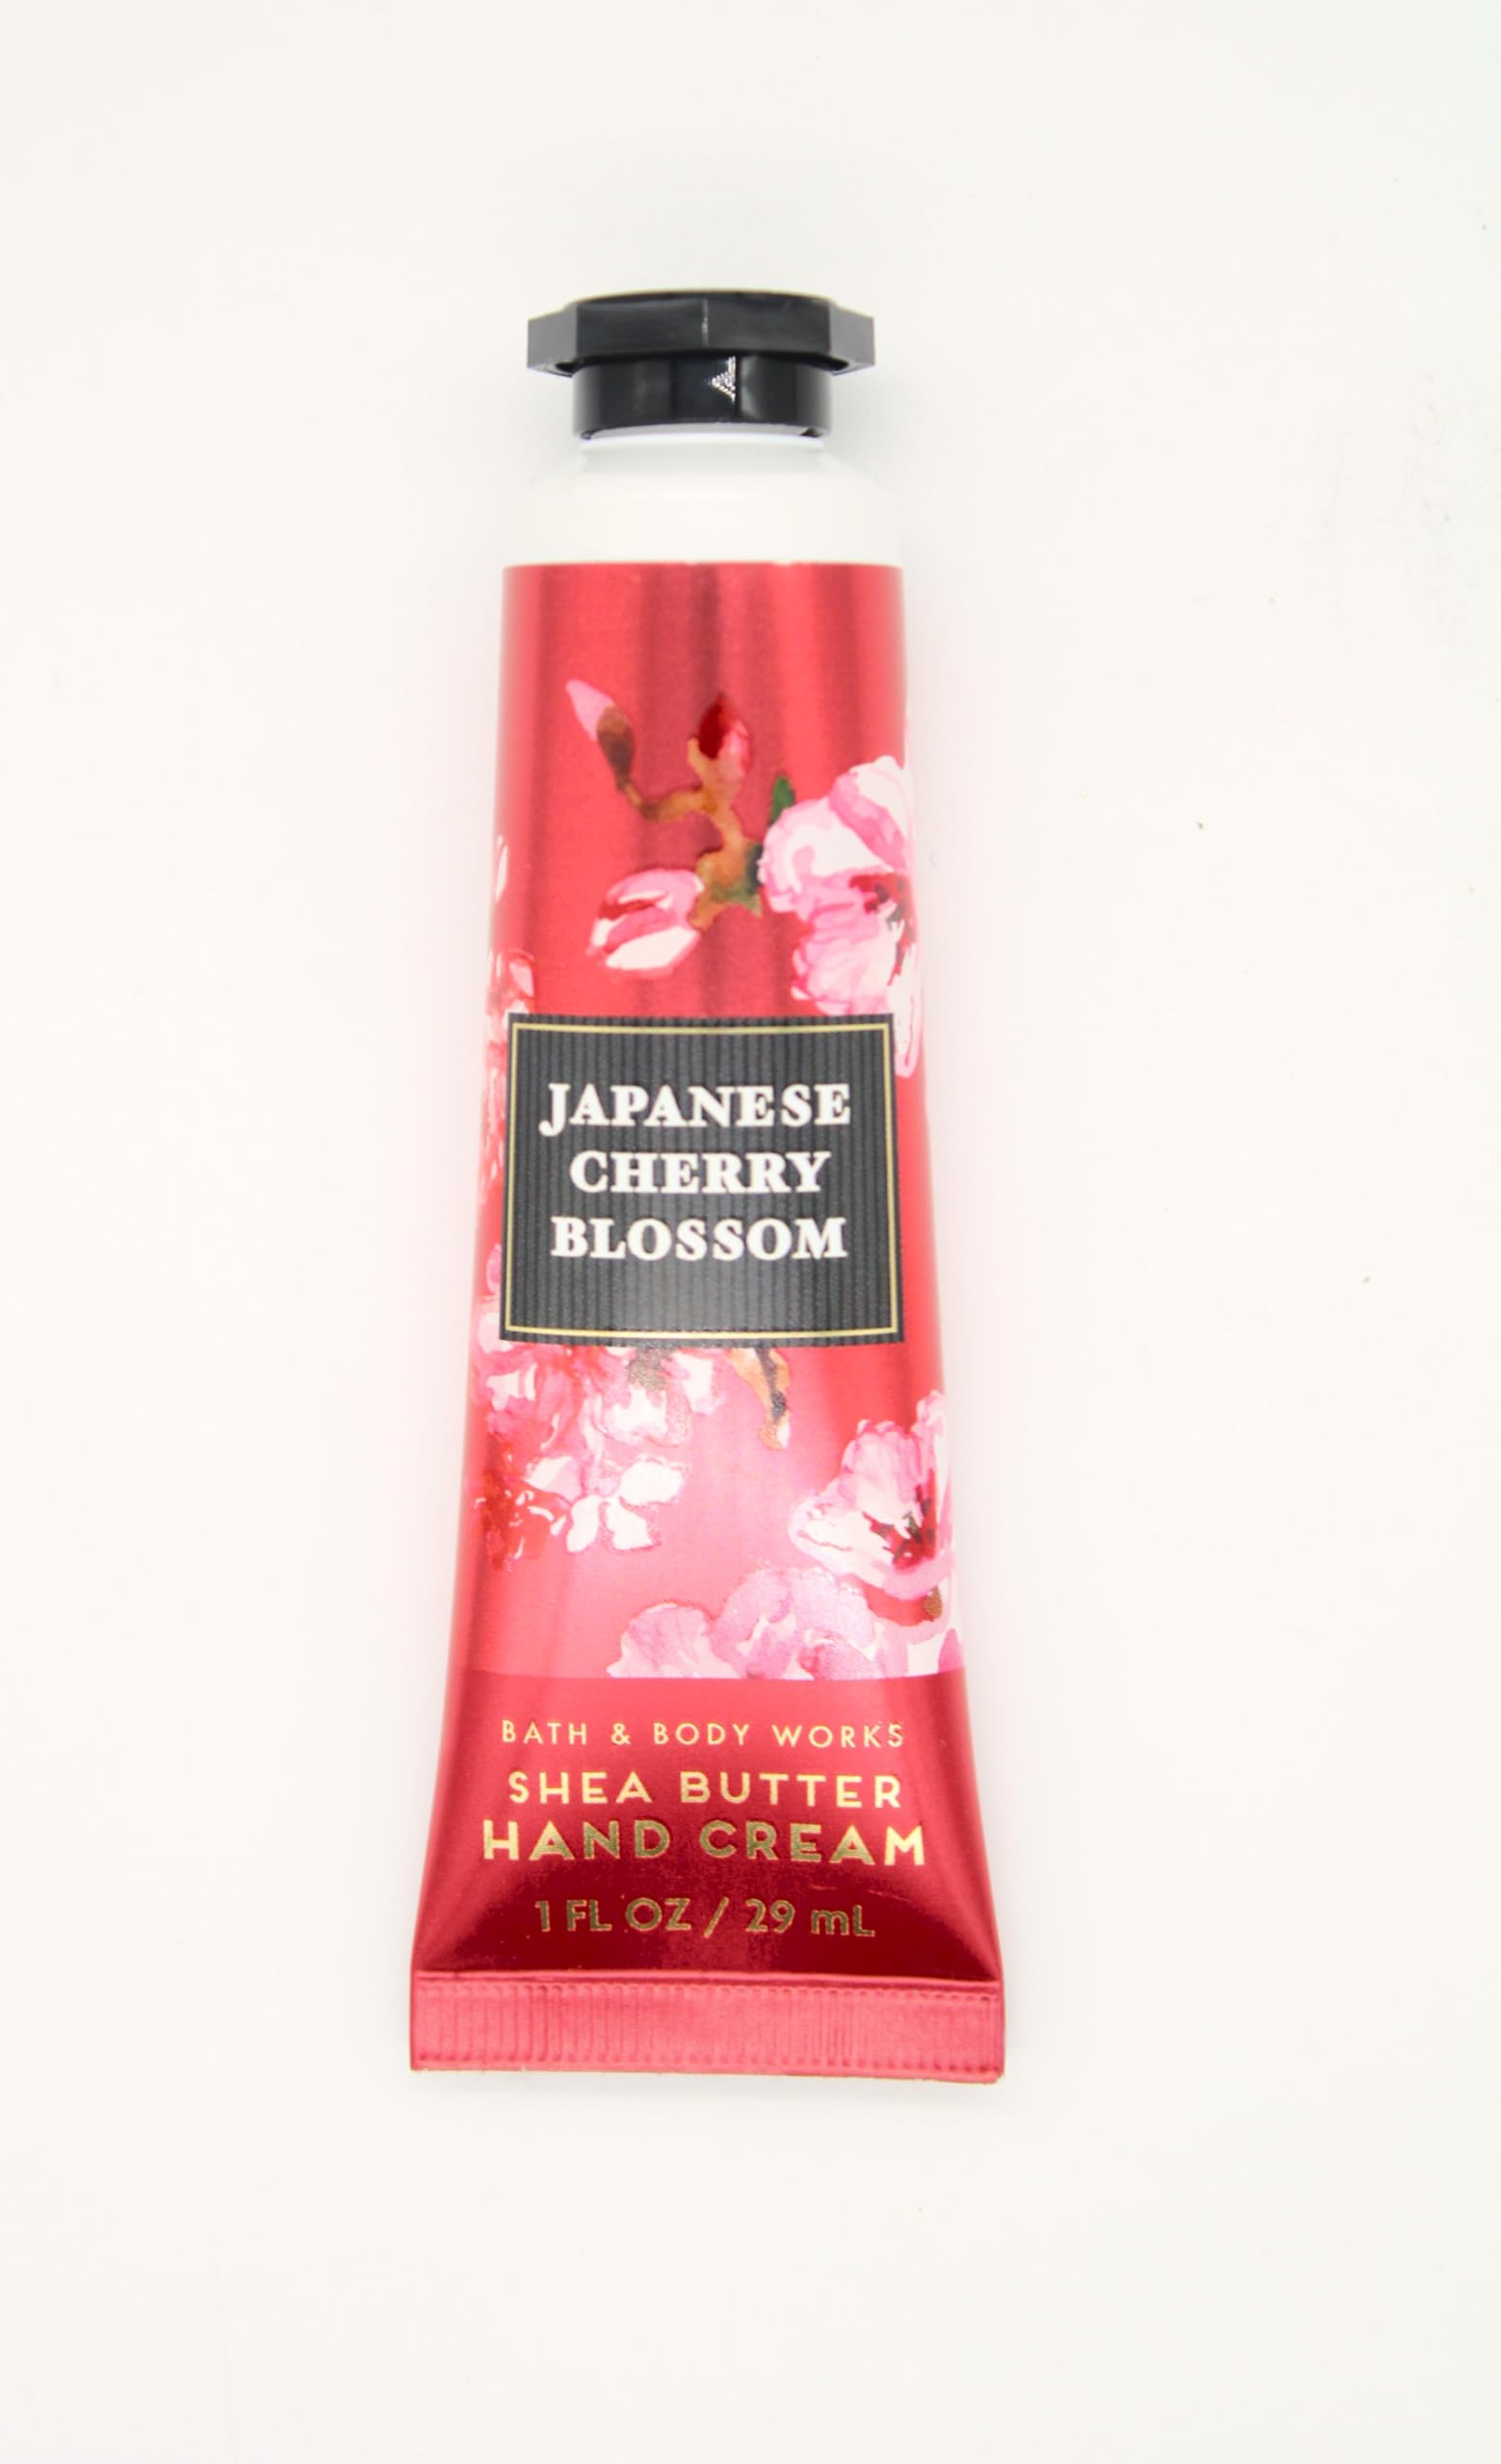 JAPANESE
CHERRY
BLOSSOM
BATH & BODY WORKS
SHEA BUTTER
HAND CREAM
1 FL OZ / 29 mL